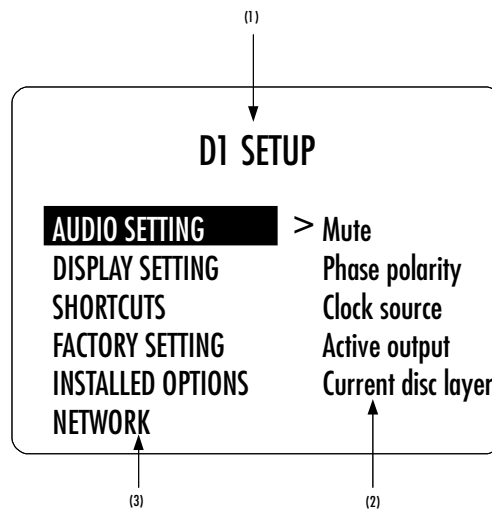 (1)
D1 SETUP
AUDIO SETTING > Mute
DISPLAY SETTING Phase polarity
SHORTCUTS Clock source
FACTORY SETTING Active output
INSTALLED OPTIONS Current disc layer
NETWORK
(3) (2)